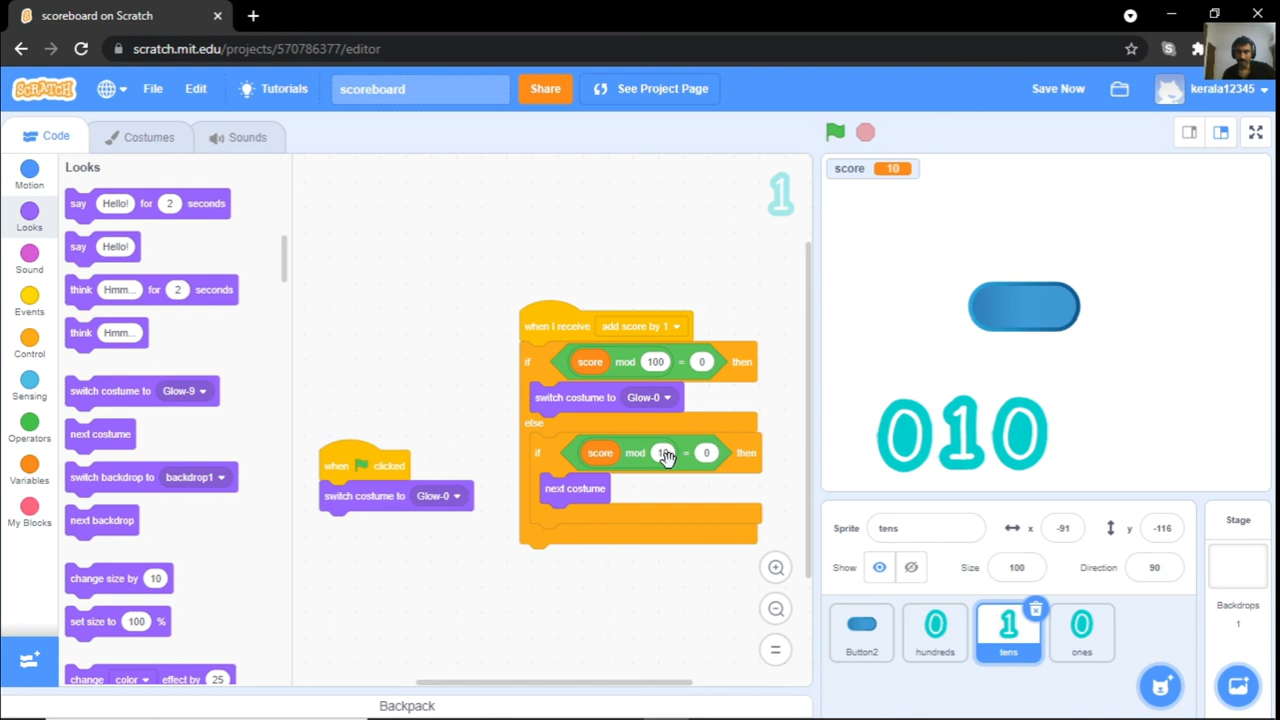 scoreboard on Scratch
scratch.mit.edu/projects/570786377/editor
SCRATCH File Edit Tutorials scoreboard Share See Project Page Save Now kerala12345
Code Costumes Sounds
Motion
Looks
Sound
Events
Control
Sensing
Operators
Variables
My Blocks
Looks
say Hello! for 2 seconds
say Hello!
think Hmm... for 2 seconds
think Hmm...
switch costume to Glow-9
next costume
switch backdrop to backdrop1
next backdrop
change size by 10
set size to 100 %
change color effect by 25
1
when clicked
switch costume to Glow-0
when I receive add score by 1
if score mod 100 = 0 then
switch costume to Glow-0
else
if score mod = 0 then
next costume
score 10
010
Sprite tens x -91 y -116
Show Size 100 Direction 90
Button2
0 hundreds
1 tens
0 ones
Stage
Backdrops
1
Backpack